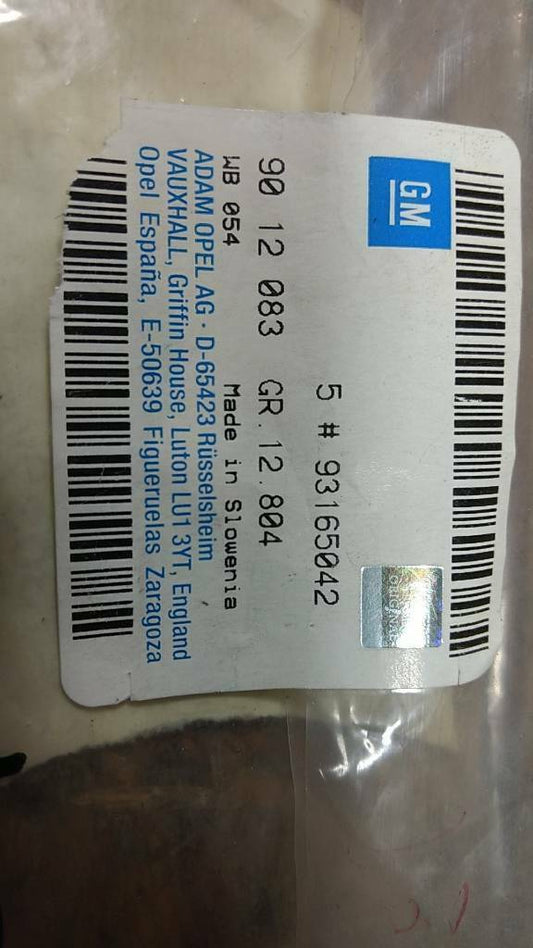 GM
5 # 93165042
90 12 083 GR.12.804
WB 054 Made in Slowenia
ADAM OPEL AG · D-65423 Rüsselsheim
VAUXHALL, Griffin House, Luton LU1 3YT, England
Opel España, E-50639 Figueruelas Zaragoza